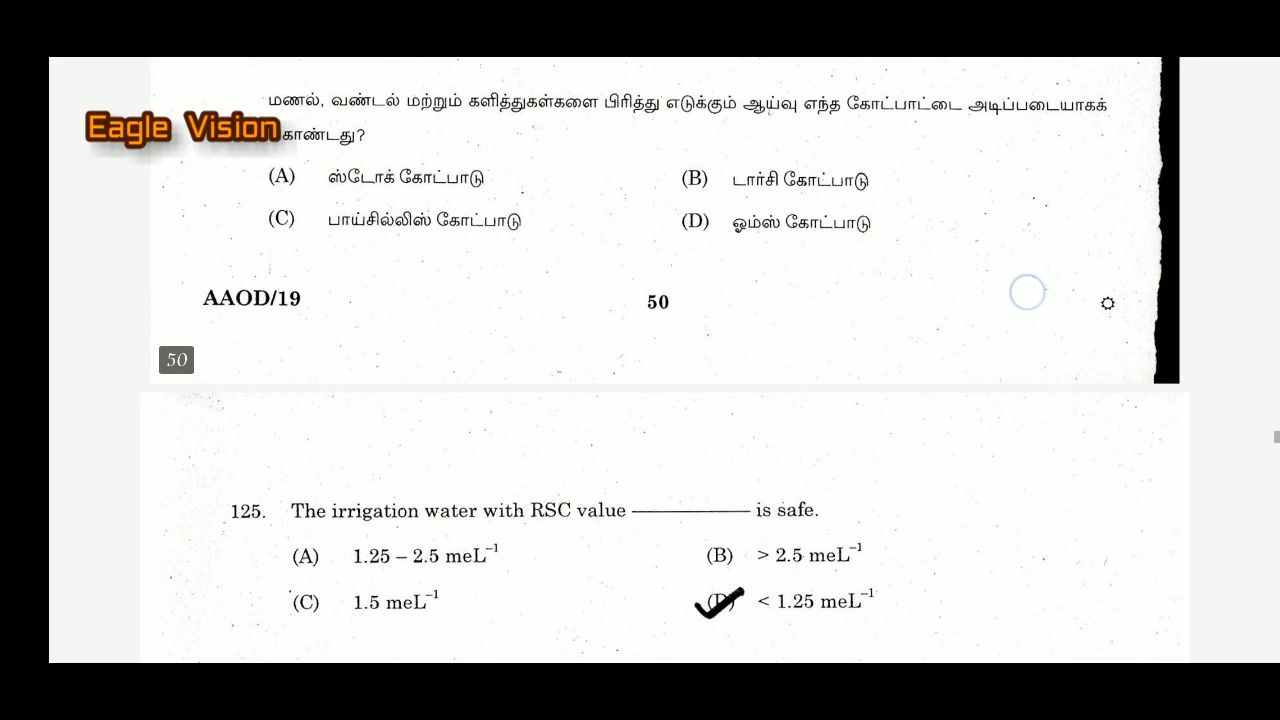 மணல், வண்டல் மற்றும் களித்துகள்களை பிரித்து எடுக்கும் ஆய்வு எந்த கோட்பாட்டை அடிப்படையாகக்
Eagle Vision
காண்டது?
(A) ஸ்டோக் கோட்பாடு (B) டார்சி கோட்பாடு
(C) பாய்சில்லிஸ் கோட்பாடு (D) ஓம்ஸ் கோட்பாடு
AAOD/19 50
50
125. The irrigation water with RSC value ———— is safe.
(A) 1.25 – 2.5 meL⁻¹ (B) > 2.5 meL⁻¹
(C) 1.5 meL⁻¹ (D) < 1.25 meL⁻¹